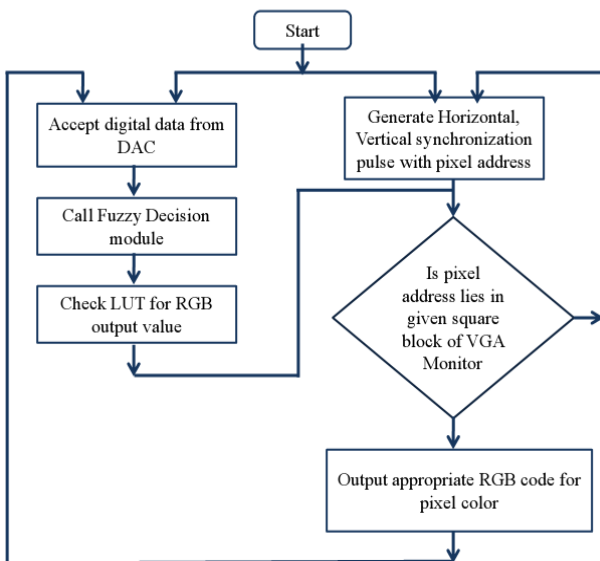 Start
Accept digital data from
DAC
Generate Horizontal,
Vertical synchronization
pulse with pixel address
Call Fuzzy Decision
module
Check LUT for RGB
output value
Is pixel
address lies in
given square
block of VGA
Monitor
Output appropriate RGB code for
pixel color